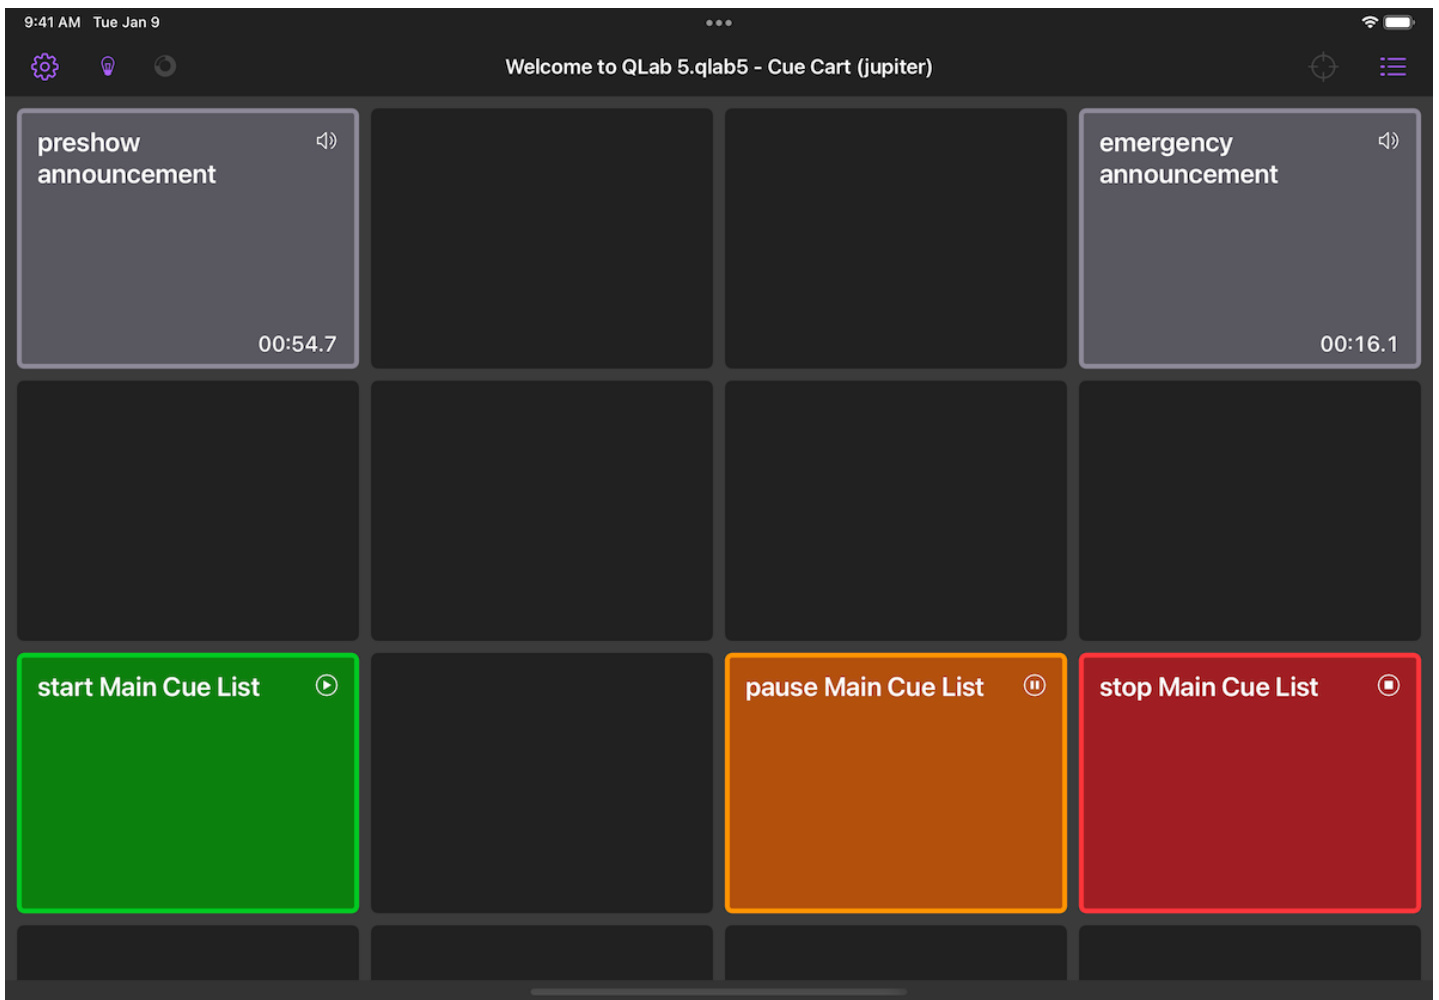 9:41 AM Tue Jan 9
Welcome to QLab 5.qlab5 - Cue Cart (jupiter)
preshow
announcement
00:54.7
emergency
announcement
00:16.1
start Main Cue List
pause Main Cue List
stop Main Cue List